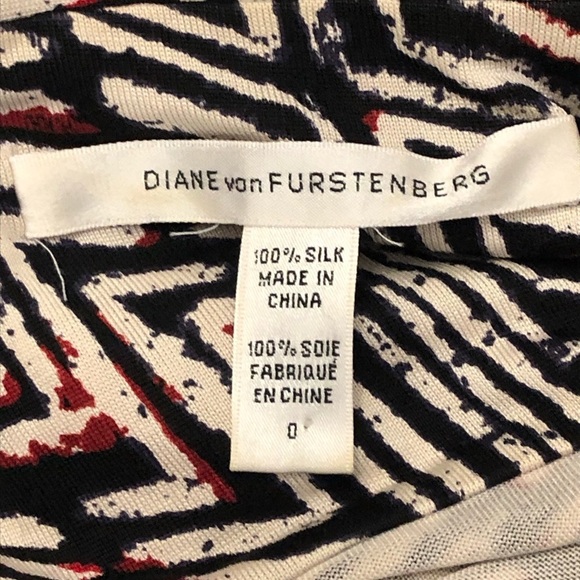 DIANE von FURSTENBERG
100% SILK
MADE IN
CHINA
100% SOIE
FABRIQUÉ
EN CHINE
0